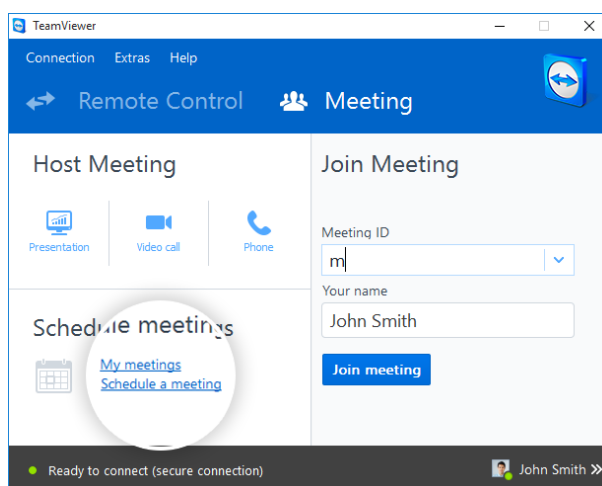 TeamViewer
Connection Extras Help
Remote Control Meeting
Host Meeting
Presentation Video call Phone
Schedule meetings
My meetings
Schedule a meeting
Join Meeting
Meeting ID
m
Your name
John Smith
Join meeting
Ready to connect (secure connection)
John Smith